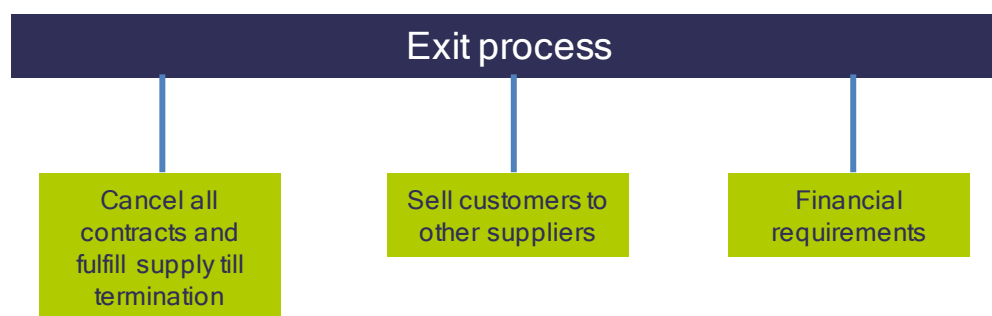 Exit process
Cancel all
contracts and
fulfill supply till
termination
Sell customers to
other suppliers
Financial
requirements